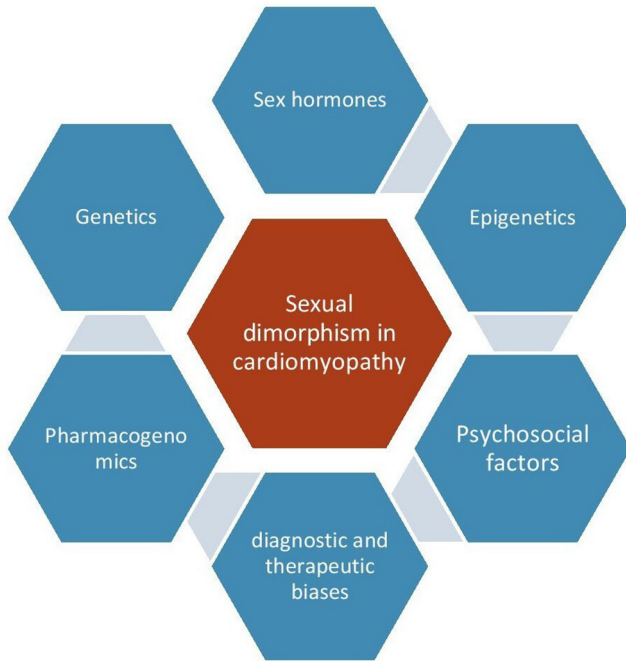 Sex hormones
Genetics
Epigenetics
Sexual
dimorphism in
cardiomyopathy
Pharmacogeno
mics
Psychosocial
factors
diagnostic and
therapeutic
biases